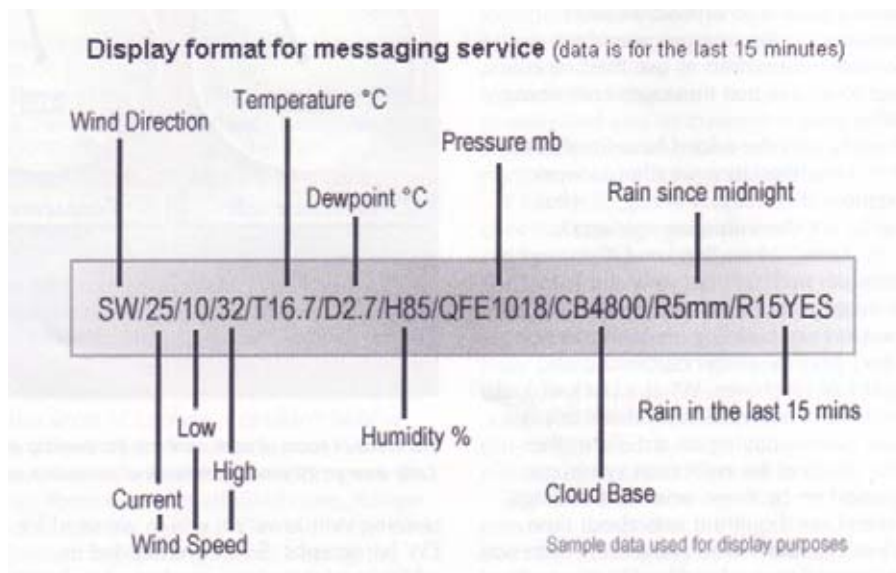 Display format for messaging service (data is for the last 15 minutes)
Temperature °C
Wind Direction
Pressure mb
Dewpoint °C
Rain since midnight
SW/25/10/32/T16.7/D2.7/H85/QFE1018/CB4800/R5mm/R15YES
Low
Humidity %
Rain in the last 15 mins
High
Current
Cloud Base
Wind Speed
Sample data used for display purposes